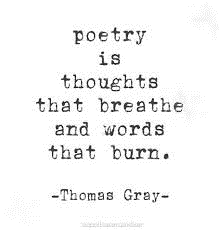 poetry
is
thoughts
that breathe
and words
that burn.
-Thomas Gray-